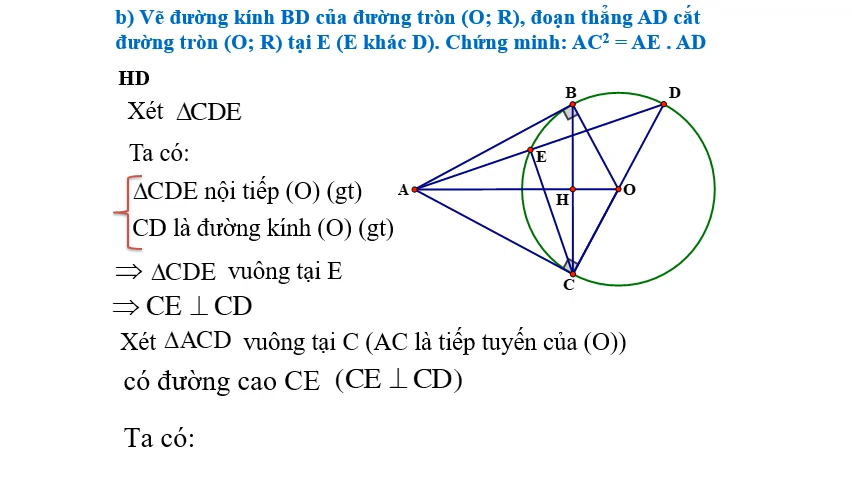 b) Vẽ đường kính BD của đường tròn (O; R), đoạn thẳng AD cắt
đường tròn (O; R) tại E (E khác D). Chứng minh: AC² = AE . AD
HD
Xét ΔCDE
Ta có:
ΔCDE nội tiếp (O) (gt)
CD là đường kính (O) (gt)
⇒ ΔCDE vuông tại E
⇒ CE ⊥ CD
Xét ΔACD vuông tại C (AC là tiếp tuyến của (O))
có đường cao CE (CE ⊥ CD)
Ta có:
B
D
E
A
H
O
C